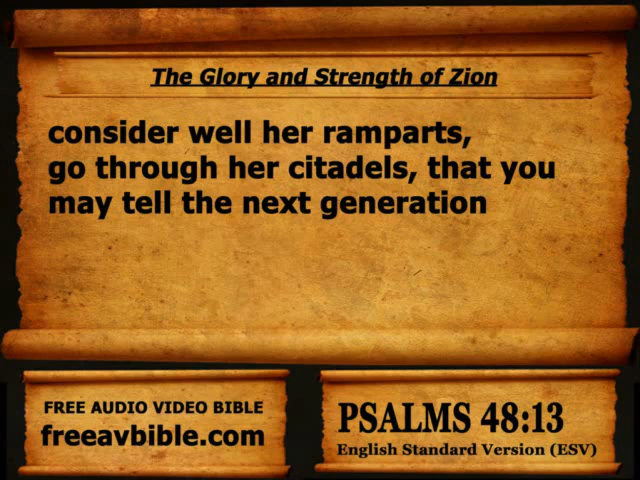 The Glory and Strength of Zion
consider well her ramparts,
go through her citadels, that you
may tell the next generation
FREE AUDIO VIDEO BIBLE
freeavbible.com
PSALMS 48:13
English Standard Version (ESV)